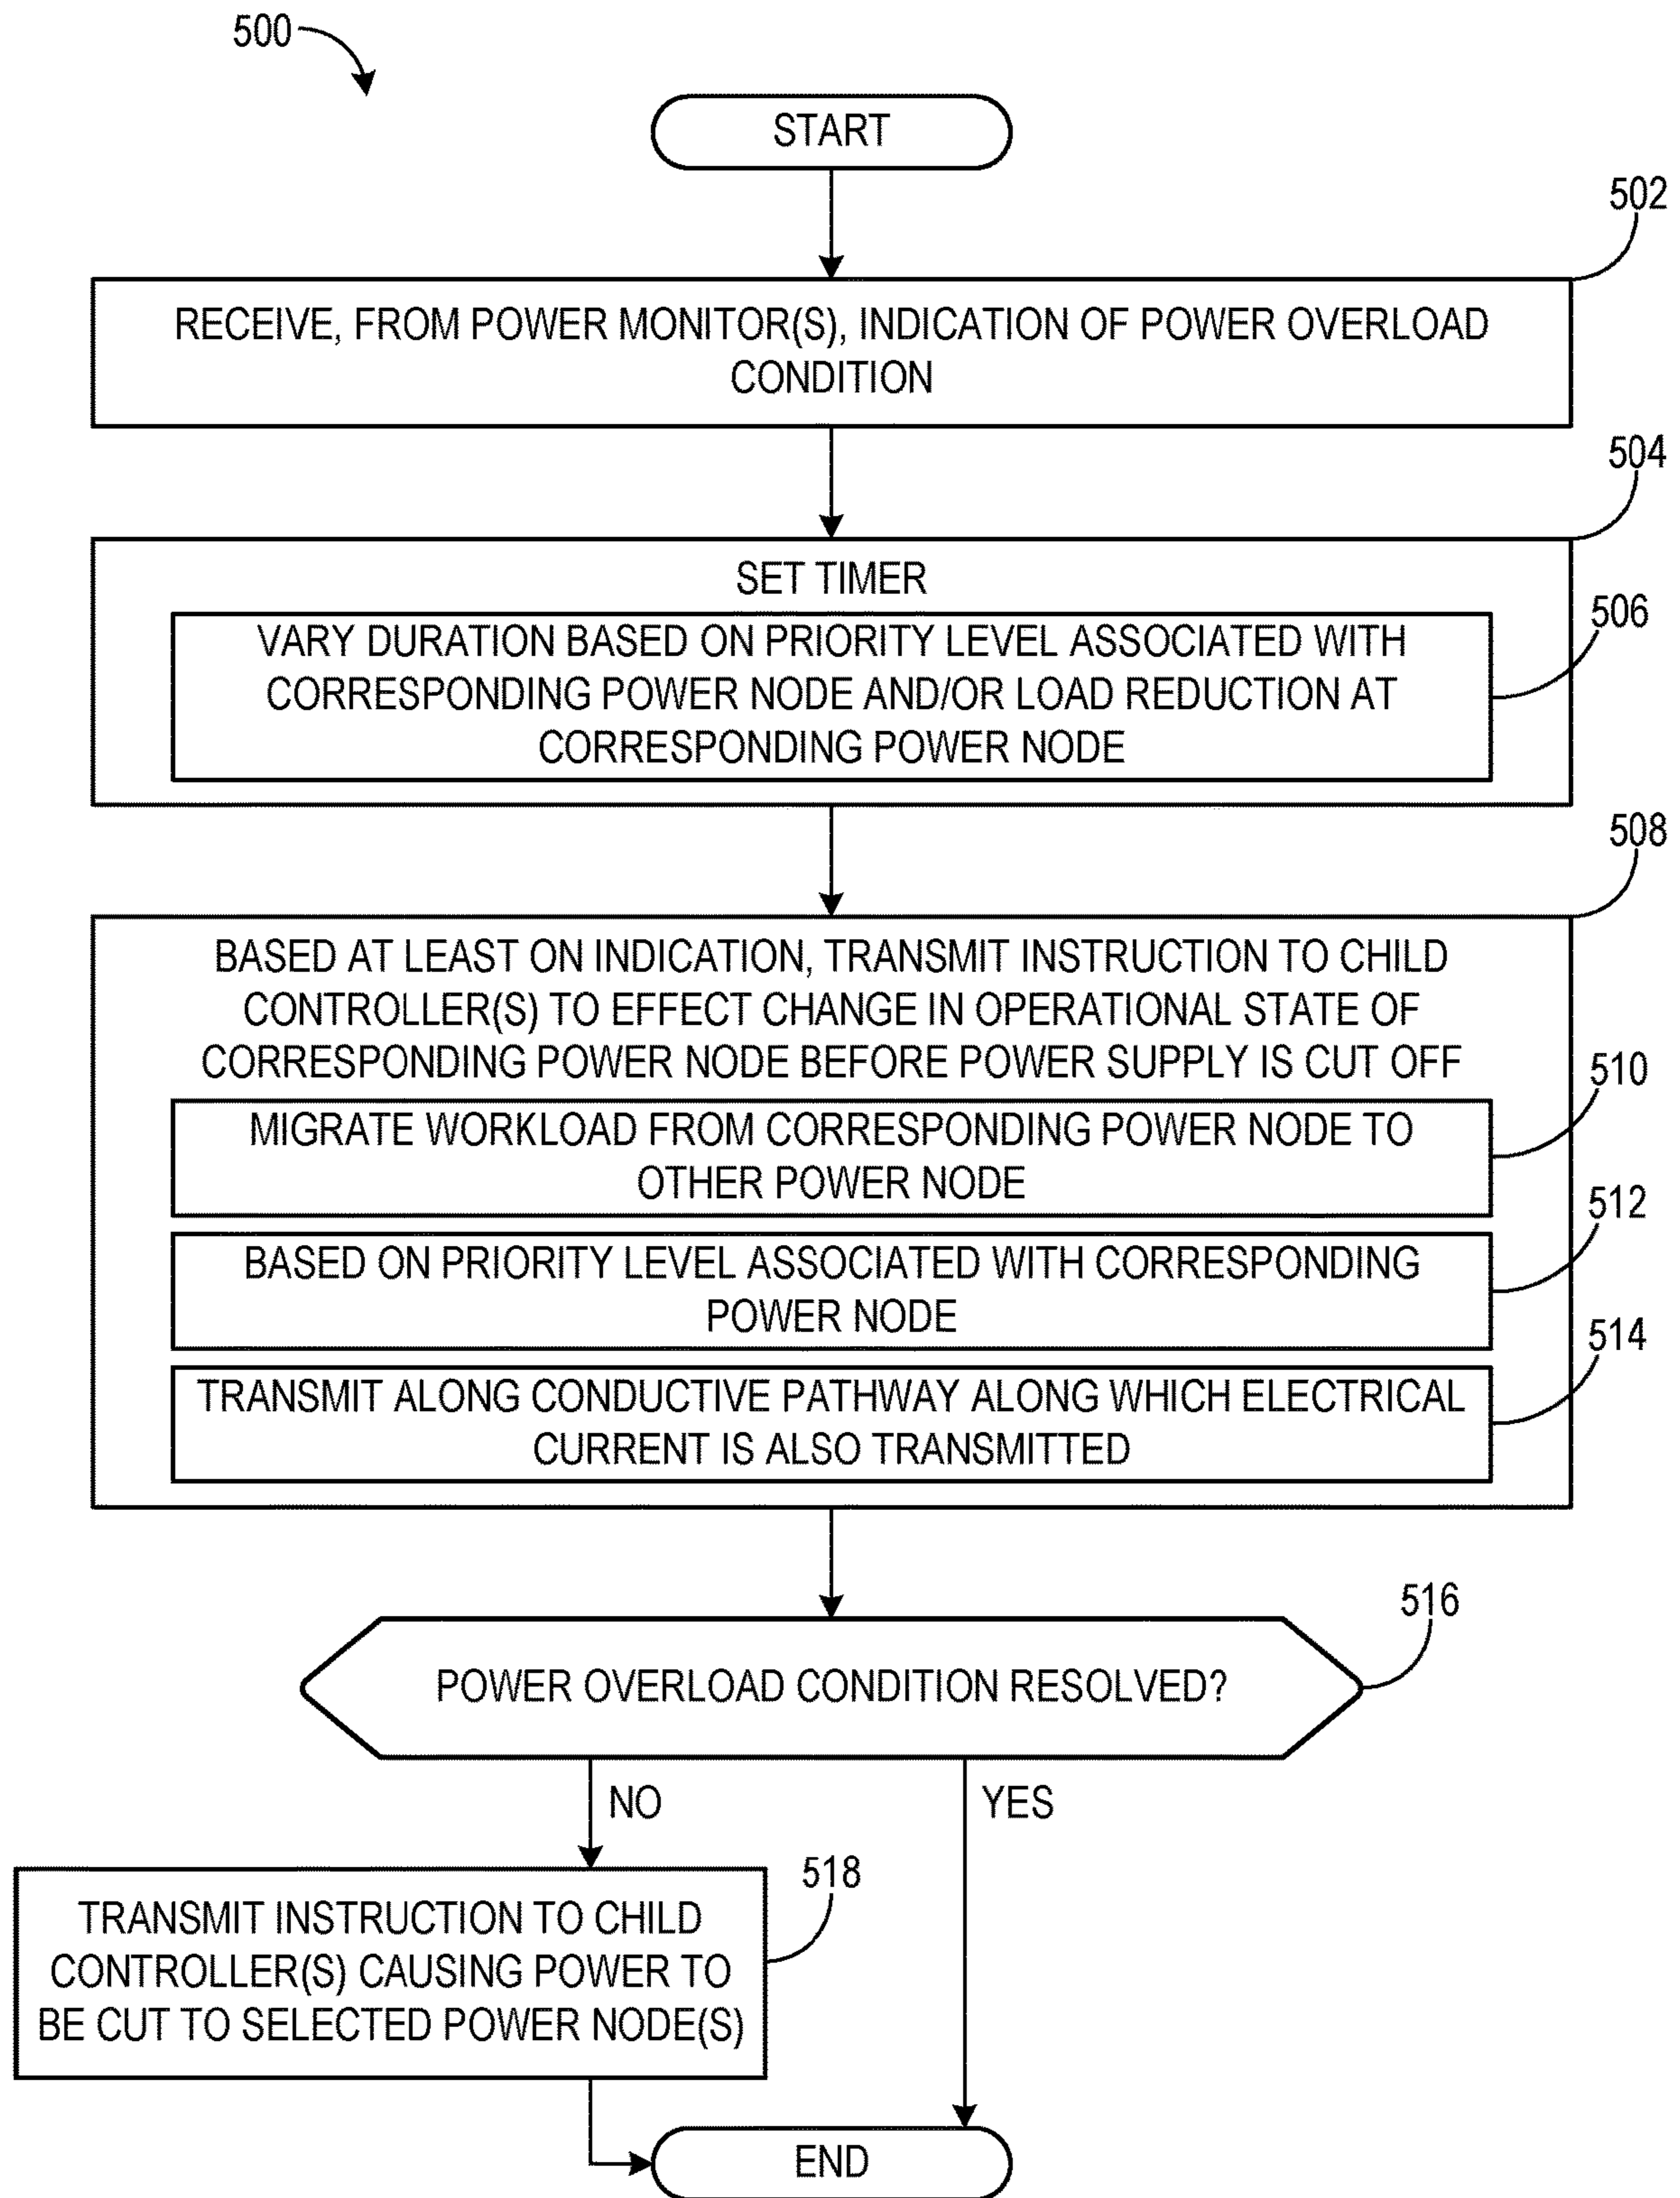 500
START
502
RECEIVE, FROM POWER MONITOR(S), INDICATION OF POWER OVERLOAD
CONDITION
504
SET TIMER
506
VARY DURATION BASED ON PRIORITY LEVEL ASSOCIATED WITH
CORRESPONDING POWER NODE AND/OR LOAD REDUCTION AT
CORRESPONDING POWER NODE
508
BASED AT LEAST ON INDICATION, TRANSMIT INSTRUCTION TO CHILD
CONTROLLER(S) TO EFFECT CHANGE IN OPERATIONAL STATE OF
CORRESPONDING POWER NODE BEFORE POWER SUPPLY IS CUT OFF
510
MIGRATE WORKLOAD FROM CORRESPONDING POWER NODE TO
OTHER POWER NODE
512
BASED ON PRIORITY LEVEL ASSOCIATED WITH CORRESPONDING
POWER NODE
514
TRANSMIT ALONG CONDUCTIVE PATHWAY ALONG WHICH ELECTRICAL
CURRENT IS ALSO TRANSMITTED
516
POWER OVERLOAD CONDITION RESOLVED?
NO
YES
518
TRANSMIT INSTRUCTION TO CHILD
CONTROLLER(S) CAUSING POWER TO
BE CUT TO SELECTED POWER NODE(S)
END